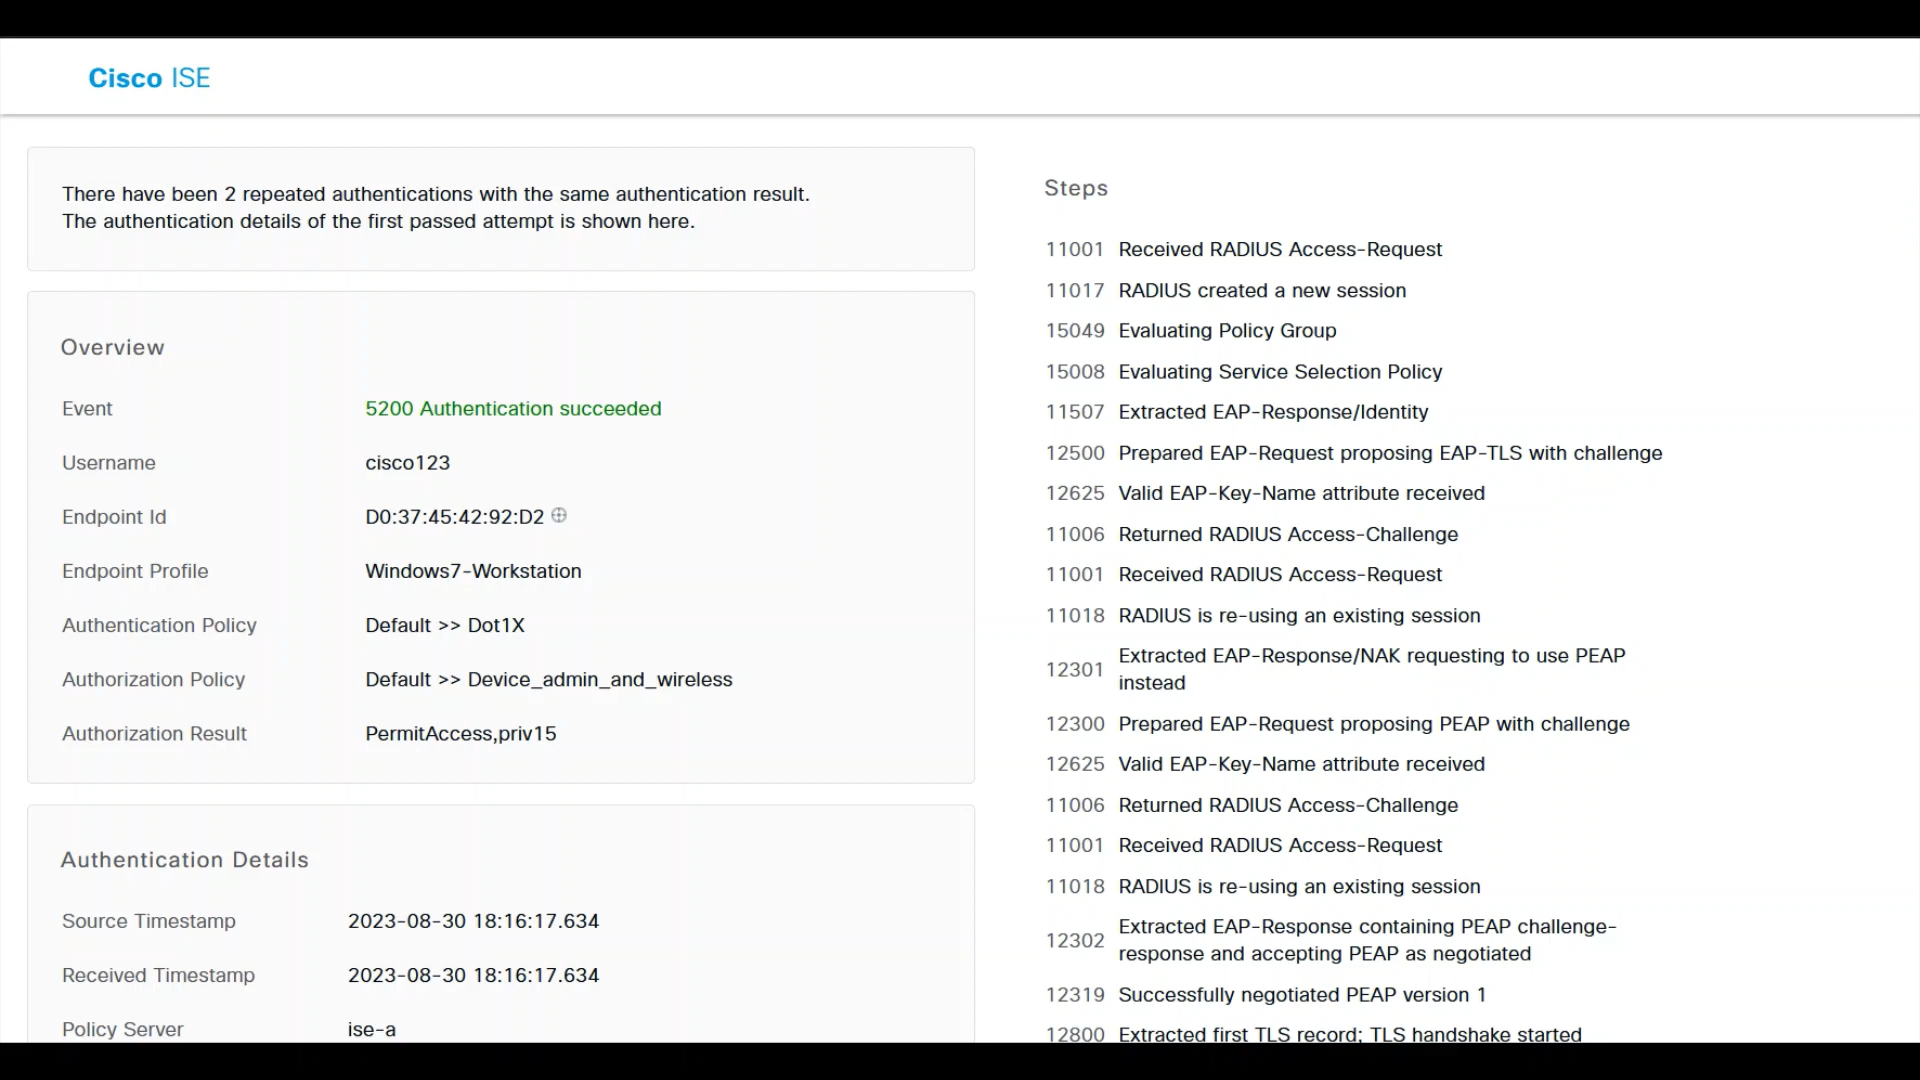 Cisco ISE
There have been 2 repeated authentications with the same authentication result.
The authentication details of the first passed attempt is shown here.
Overview
Event 5200 Authentication succeeded
Username cisco123
Endpoint Id D0:37:45:42:92:D2
Endpoint Profile Windows7-Workstation
Authentication Policy Default >> Dot1X
Authorization Policy Default >> Device_admin_and_wireless
Authorization Result PermitAccess,priv15
Authentication Details
Source Timestamp 2023-08-30 18:16:17.634
Received Timestamp 2023-08-30 18:16:17.634
Policy Server ise-a
Steps
11001 Received RADIUS Access-Request
11017 RADIUS created a new session
15049 Evaluating Policy Group
15008 Evaluating Service Selection Policy
11507 Extracted EAP-Response/Identity
12500 Prepared EAP-Request proposing EAP-TLS with challenge
12625 Valid EAP-Key-Name attribute received
11006 Returned RADIUS Access-Challenge
11001 Received RADIUS Access-Request
11018 RADIUS is re-using an existing session
12301 Extracted EAP-Response/NAK requesting to use PEAP
instead
12300 Prepared EAP-Request proposing PEAP with challenge
12625 Valid EAP-Key-Name attribute received
11006 Returned RADIUS Access-Challenge
11001 Received RADIUS Access-Request
11018 RADIUS is re-using an existing session
12302 Extracted EAP-Response containing PEAP challenge-
response and accepting PEAP as negotiated
12319 Successfully negotiated PEAP version 1
12800 Extracted first TLS record; TLS handshake started